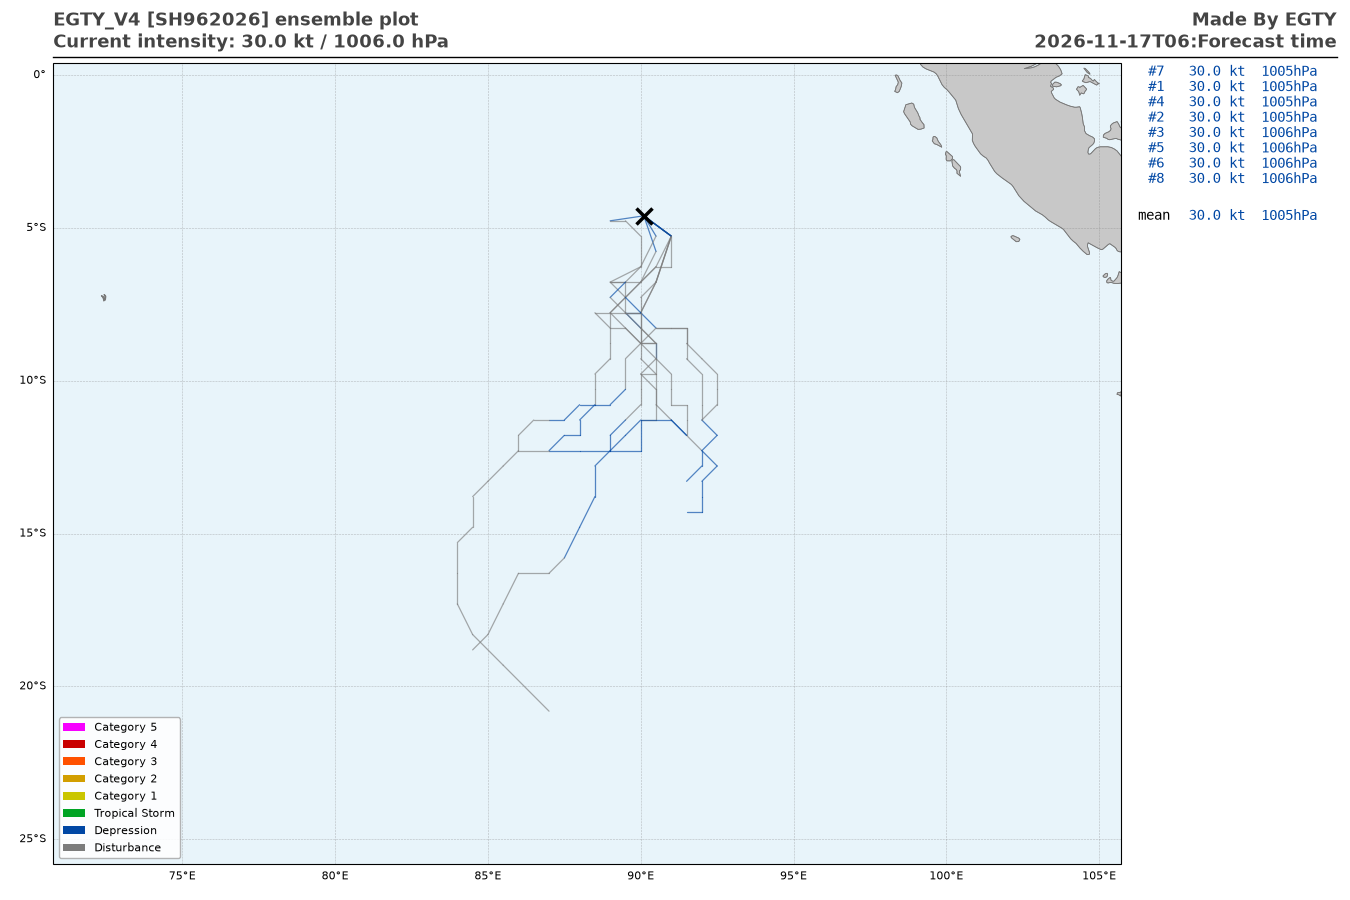 EGTY_V4 [SH962026] ensemble plot
Current intensity: 30.0 kt / 1006.0 hPa
Made By EGTY
2026-11-17T06:Forecast time
#7 30.0 kt 1005hPa
#1 30.0 kt 1005hPa
#4 30.0 kt 1005hPa
#2 30.0 kt 1005hPa
#3 30.0 kt 1006hPa
#5 30.0 kt 1006hPa
#6 30.0 kt 1006hPa
#8 30.0 kt 1006hPa
mean 30.0 kt 1005hPa
0°
5°S
10°S
15°S
20°S
25°S
Category 5
Category 4
Category 3
Category 2
Category 1
Tropical Storm
Depression
Disturbance
75°E
80°E
85°E
90°E
95°E
100°E
105°E